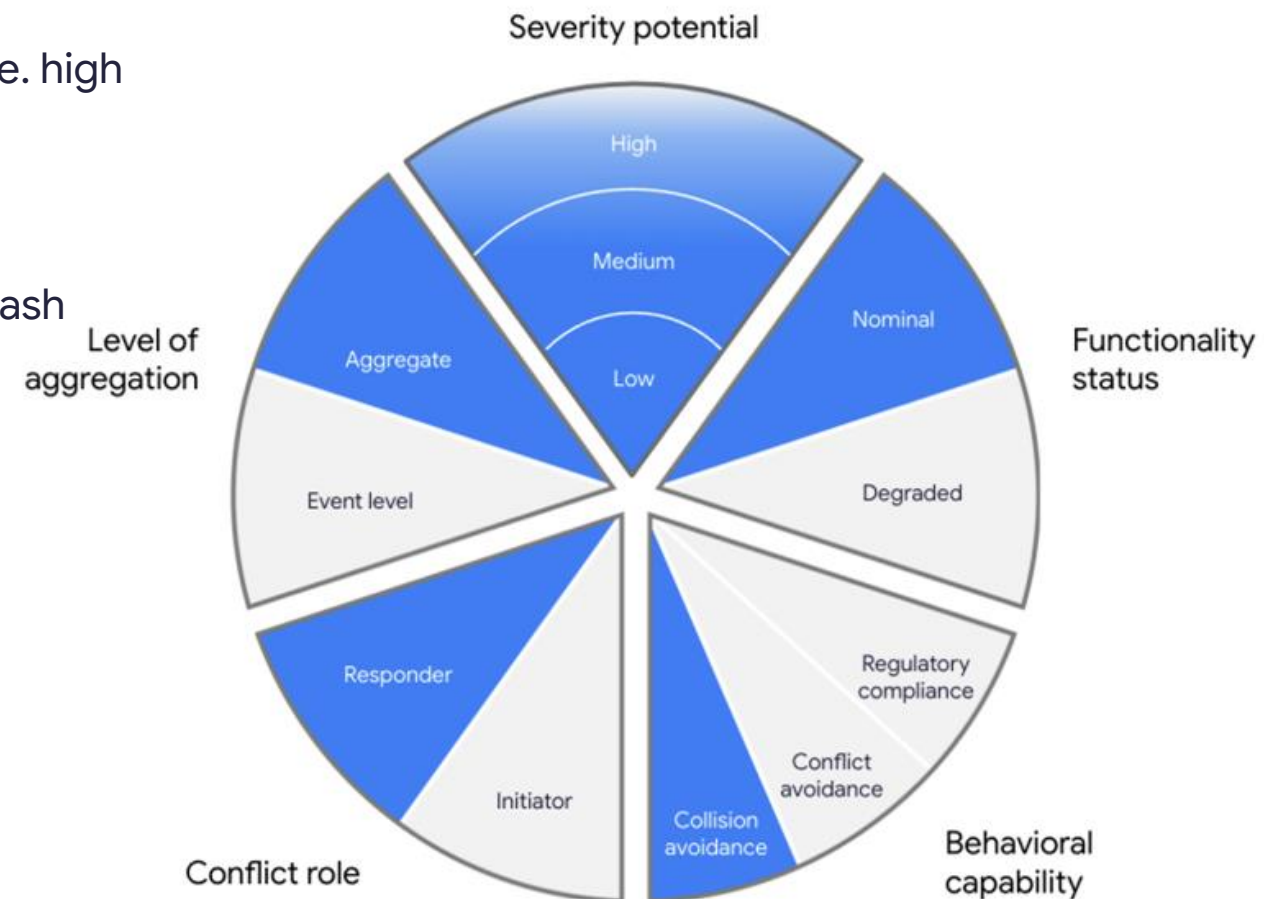 Severity potential
e. high
High
ash
Medium
Level of
aggregation
Aggregate
Low
Nominal
Functionality
status
Event level
Degraded
Responder
Regulatory
compliance
Initiator
Conflict
avoidance
Collision
avoidance
Conflict role
Behavioral
capability